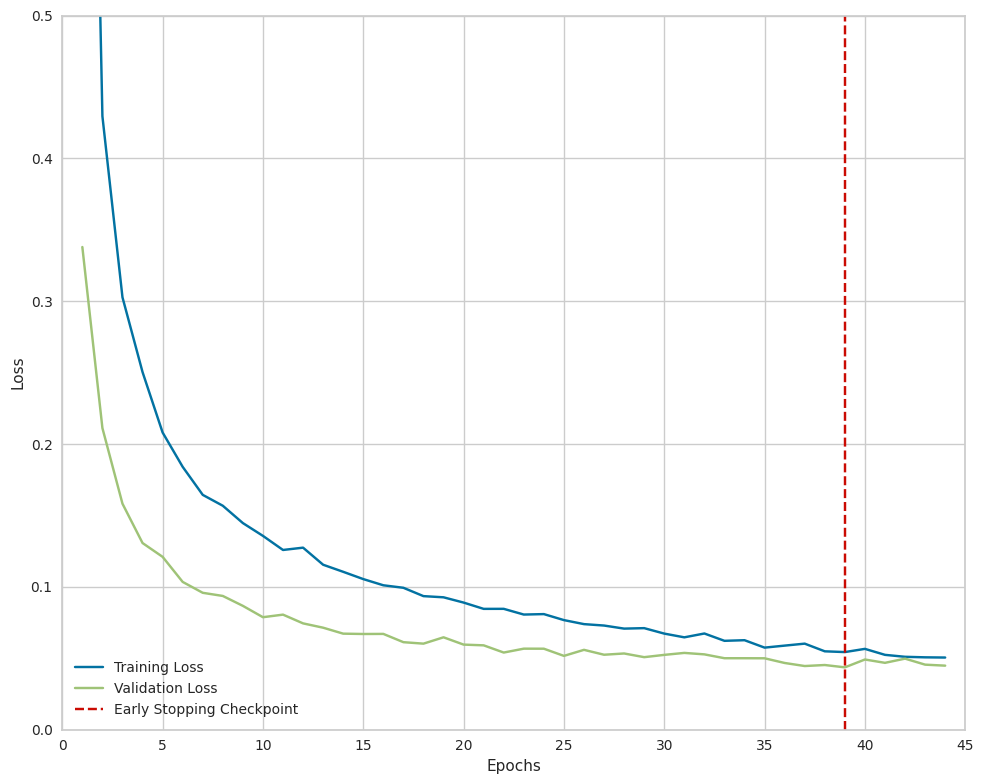 0.5
0.4
0.3
0.2
0.1
0.0
Loss
Training Loss
Validation Loss
Early Stopping Checkpoint
0 5 10 15 20 25 30 35 40 45
Epochs